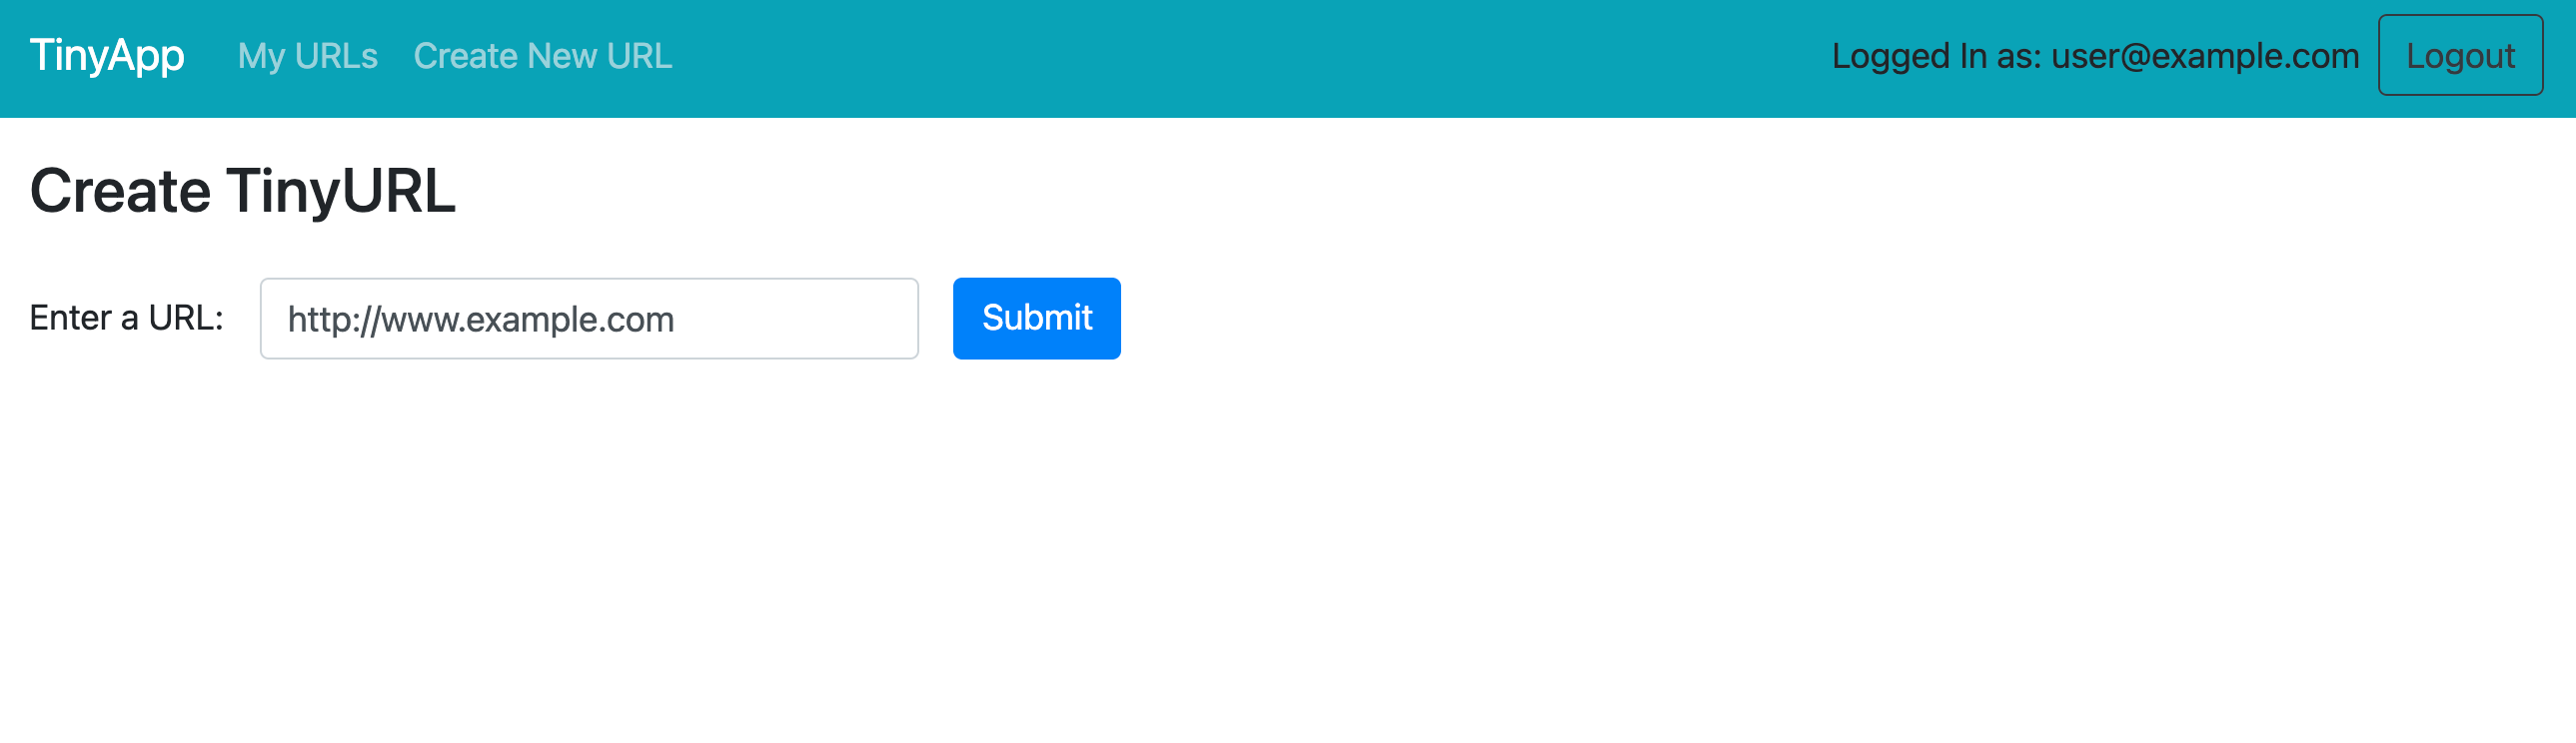 TinyApp My URLs Create New URL Logged In as: user@example.com Logout
Create TinyURL
Enter a URL: http://www.example.com Submit